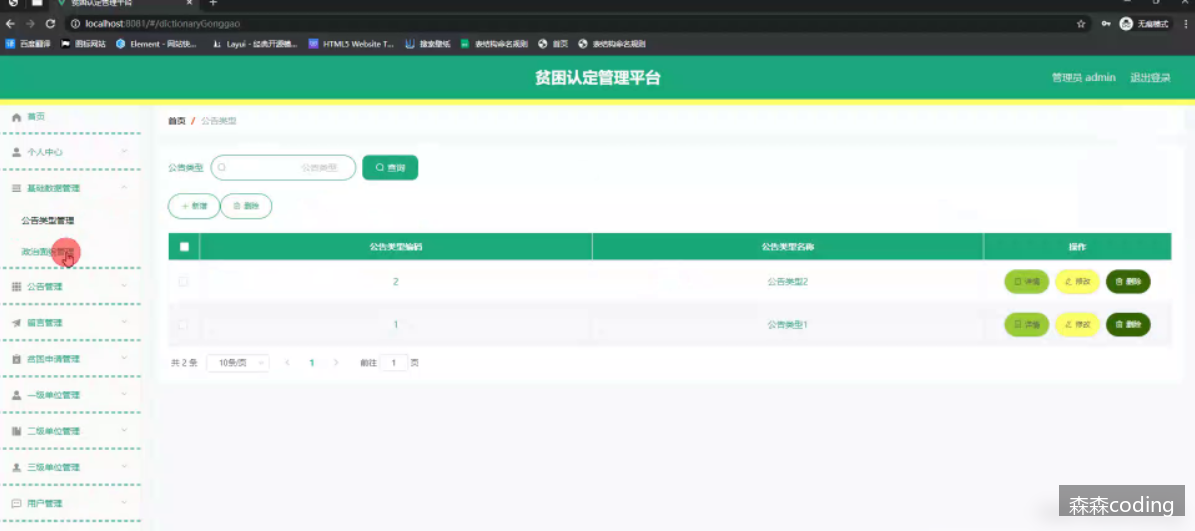 贫困认定管理平台
localhost:8081/#/dictionaryGonggao
无痕模式
百度翻译 图标网站 Element - 网站快... Layui - 经典开源模... HTML5 Website T... 搜索壁纸 表结构命名规则 首页 表结构命名规则
贫困认定管理平台
管理员 admin 退出登录
首页
个人中心
基础数据管理
公告类型管理
政治面貌管理
公告管理
留言管理
贫困申请管理
一级单位管理
二级单位管理
三级单位管理
用户管理
首页 / 公告类型
公告类型 公告类型 查询
+ 新增 删除
公告类型编码 公告类型名称 操作
2 公告类型2 详情 修改 删除
1 公告类型1 详情 修改 删除
共 2 条 10条/页 1 前往 1 页
森森coding